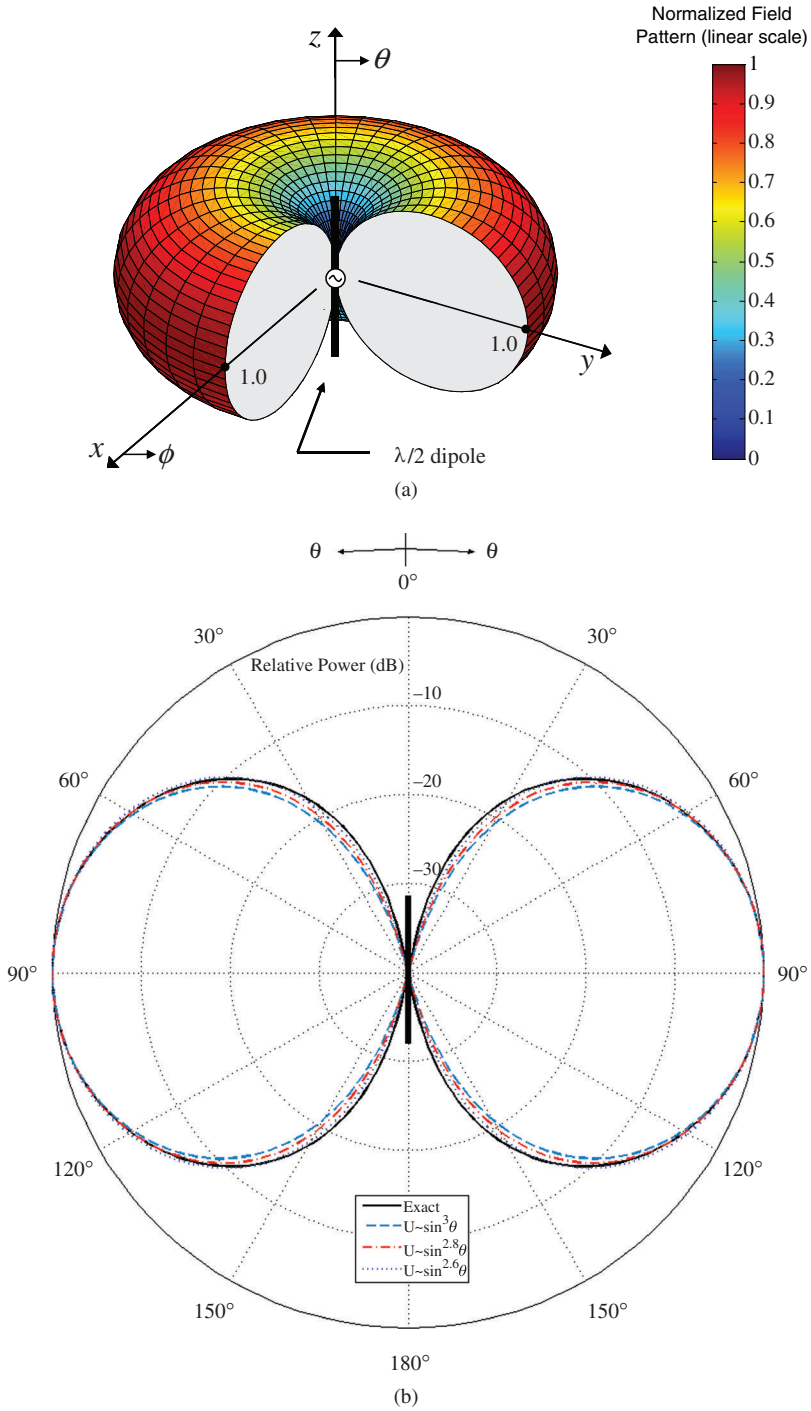 Normalized Field
Pattern (linear scale)
z
θ
1
0.9
0.8
0.7
0.6
0.5
0.4
0.3
0.2
0.1
0
1.0
1.0
y
x
ϕ
λ/2 dipole
(a)
θ
θ
0°
30°
30°
Relative Power (dB)
–10
60°
60°
–20
–30
90°
90°
120°
120°
Exact
U~sin^3θ
U~sin^2.8θ
U~sin^2.6θ
150°
150°
180°
(b)